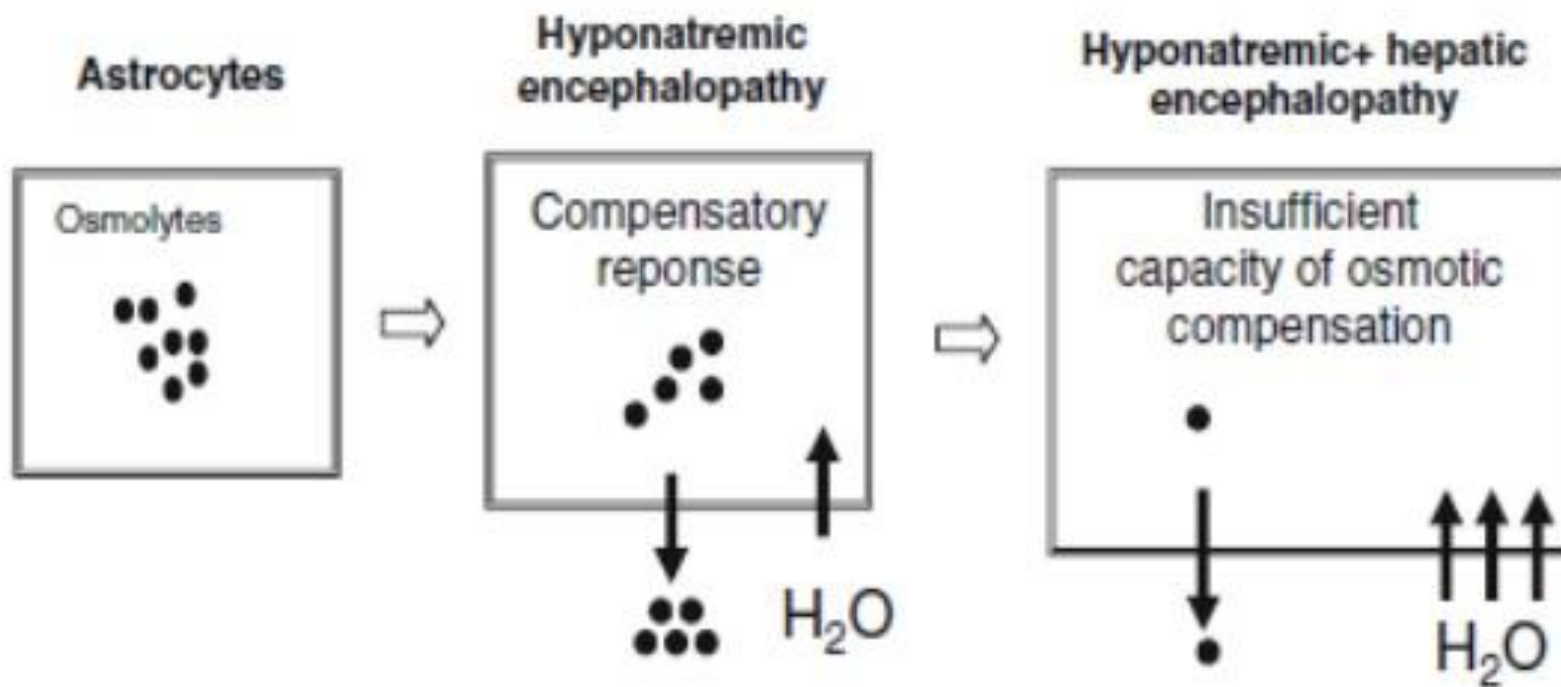 Astrocytes
Osmolytes
Hyponatremic
encephalopathy
Compensatory
reponse
H₂O
Hyponatremic+ hepatic
encephalopathy
Insufficient
capacity of osmotic
compensation
H₂O